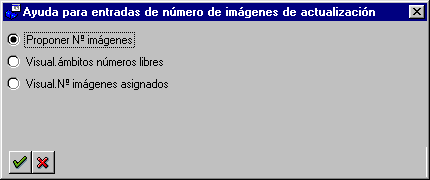 Ayuda para entradas de número de imágenes de actualización
Proponer Nº imágenes
Visual.ámbitos números libres
Visual.Nº imágenes asignados